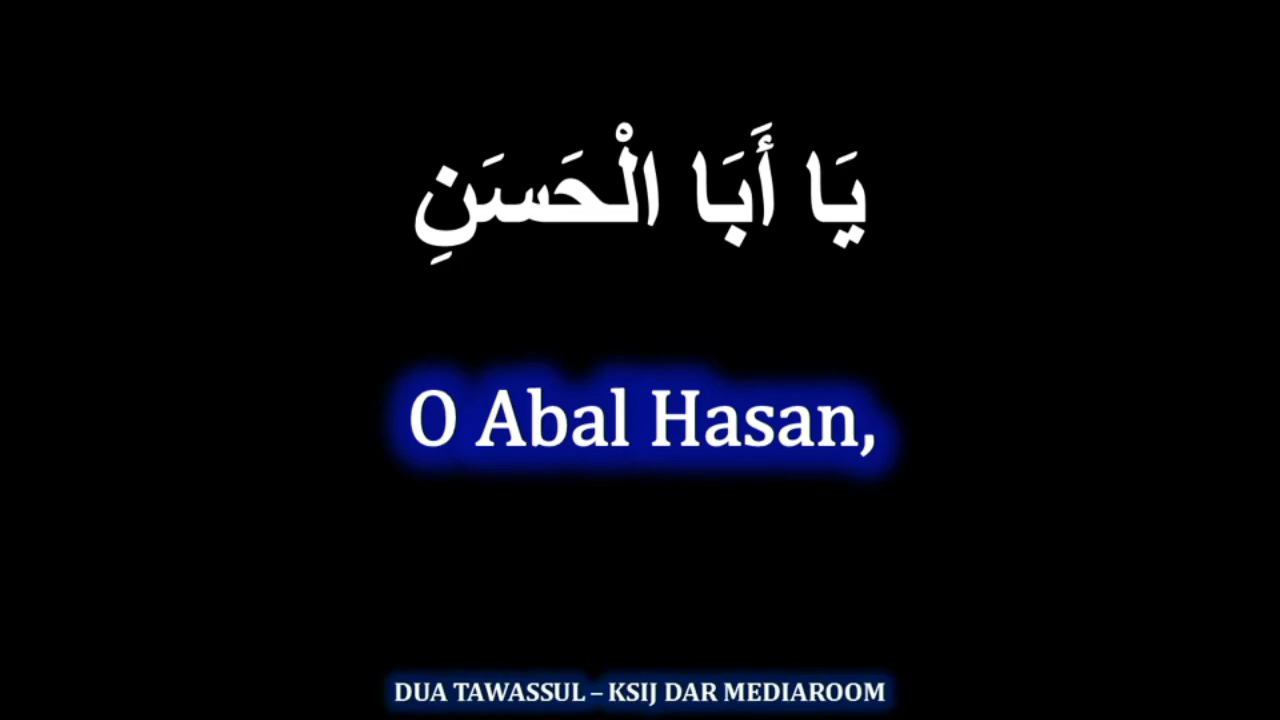 يَا أَبَا الْحَسَنِ
O Abal Hasan,
DUA TAWASSUL – KSIJ DAR MEDIAROOM